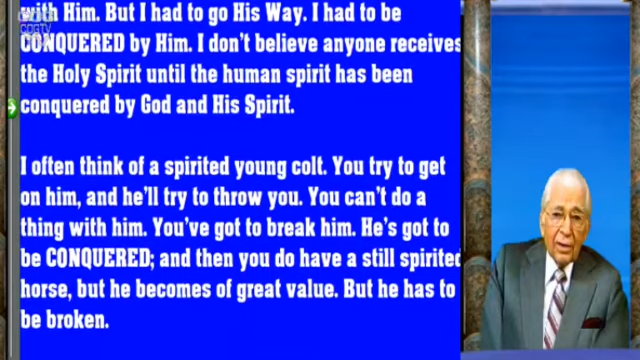 with Him. But I had to go His Way. I had to be
CONQUERED by Him. I don't believe anyone receives
the Holy Spirit until the human spirit has been
conquered by God and His Spirit.
I often think of a spirited young colt. You try to get
on him, and he'll try to throw you. You can't do a
thing with him. You've got to break him. He's got to
be CONQUERED; and then you do have a still spirited
horse, but he becomes of great value. But he has to
be broken.